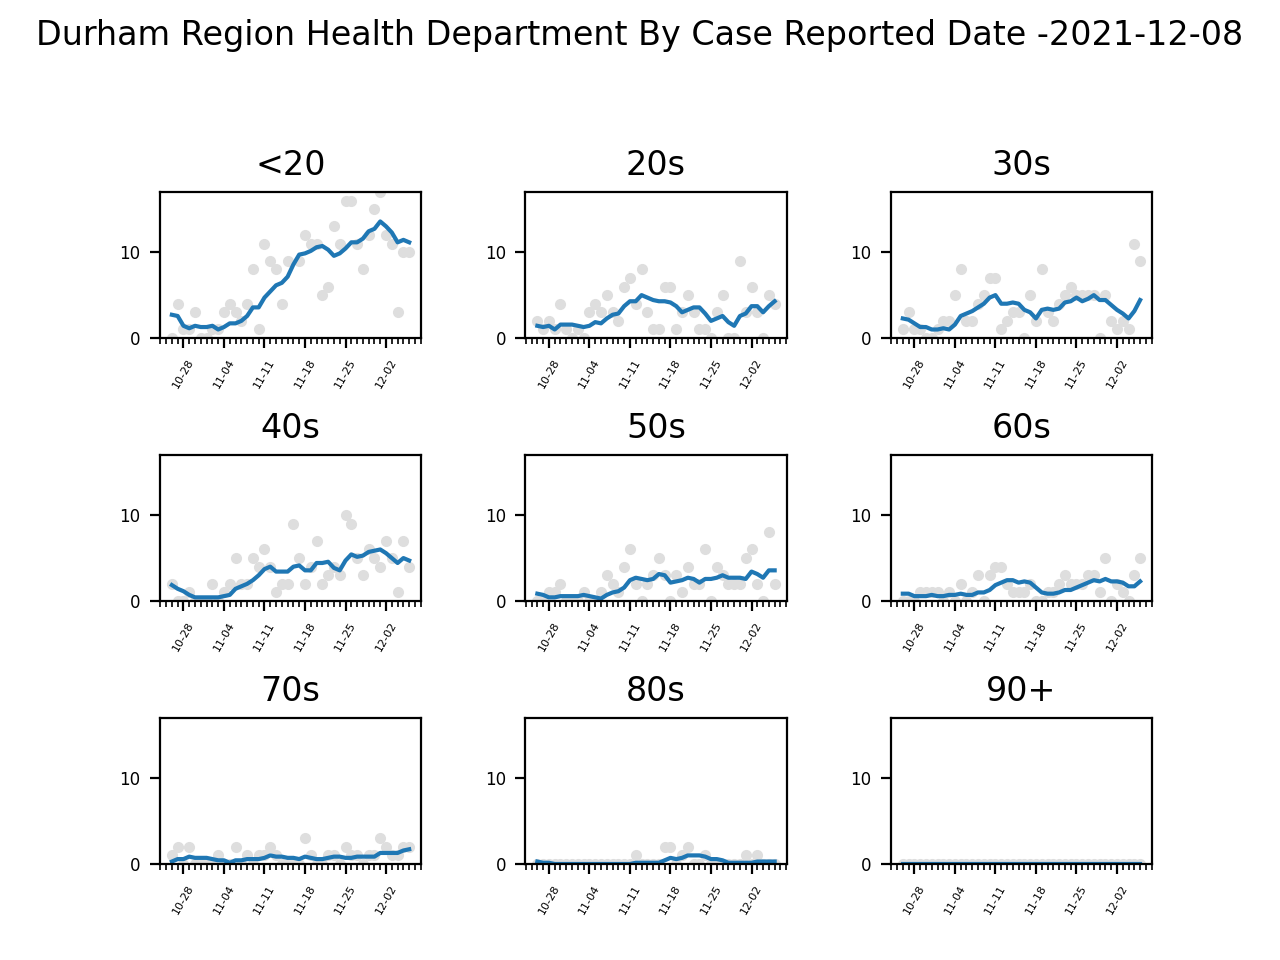 Durham Region Health Department By Case Reported Date -2021-12-08
<20 20s 30s
10 10 10
0 0 0
10-28 11-04 11-11 11-18 11-25 12-02 10-28 11-04 11-11 11-18 11-25 12-02 10-28 11-04 11-11 11-18 11-25 12-02
40s 50s 60s
10 10 10
0 0 0
10-28 11-04 11-11 11-18 11-25 12-02 10-28 11-04 11-11 11-18 11-25 12-02 10-28 11-04 11-11 11-18 11-25 12-02
70s 80s 90+
10 10 10
0 0 0
10-28 11-04 11-11 11-18 11-25 12-02 10-28 11-04 11-11 11-18 11-25 12-02 10-28 11-04 11-11 11-18 11-25 12-02